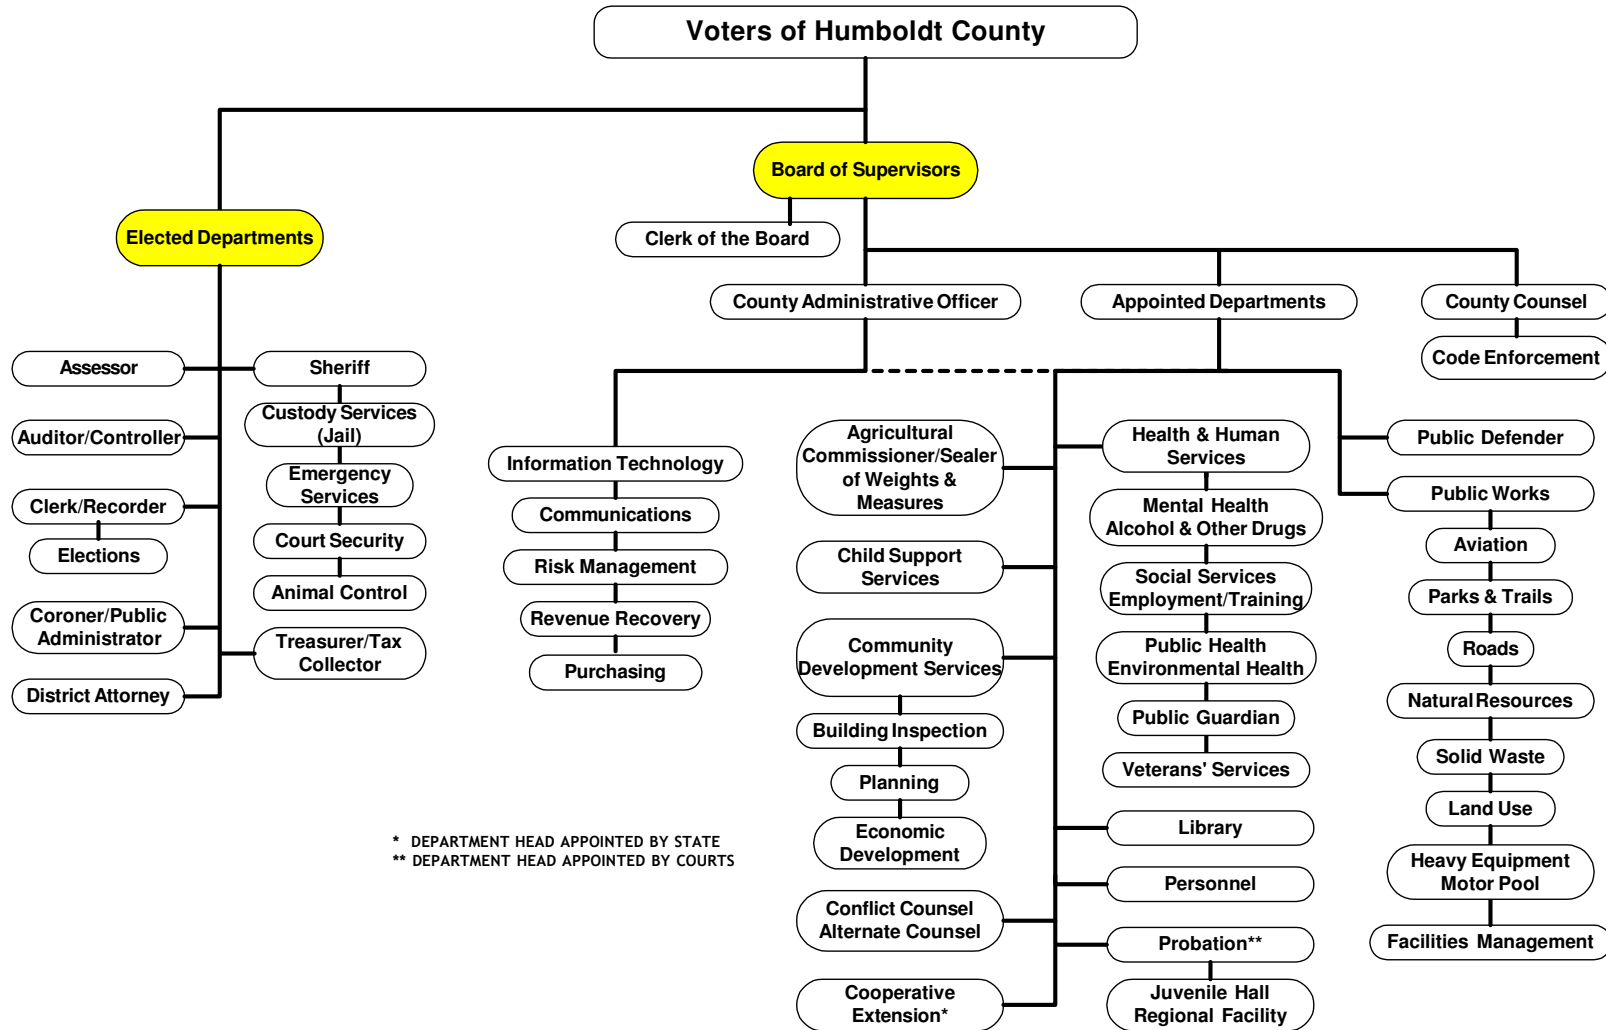 Voters of Humboldt County
Board of Supervisors
Clerk of the Board
Elected Departments
County Administrative Officer
Appointed Departments
County Counsel
Code Enforcement
Assessor
Auditor/Controller
Clerk/Recorder
Elections
Coroner/Public
Administrator
District Attorney
Sheriff
Custody Services
(Jail)
Emergency
Services
Court Security
Animal Control
Treasurer/Tax
Collector
Information Technology
Communications
Risk Management
Revenue Recovery
Purchasing
Agricultural
Commissioner/Sealer
of Weights &
Measures
Child Support
Services
Community
Development Services
Building Inspection
Planning
Economic
Development
Conflict Counsel
Alternate Counsel
Cooperative
Extension*
Health & Human
Services
Mental Health
Alcohol & Other Drugs
Social Services
Employment/Training
Public Health
Environmental Health
Public Guardian
Veterans' Services
Library
Personnel
Probation**
Juvenile Hall
Regional Facility
Public Defender
Public Works
Aviation
Parks & Trails
Roads
Natural Resources
Solid Waste
Land Use
Heavy Equipment
Motor Pool
Facilities Management
* DEPARTMENT HEAD APPOINTED BY STATE
** DEPARTMENT HEAD APPOINTED BY COURTS